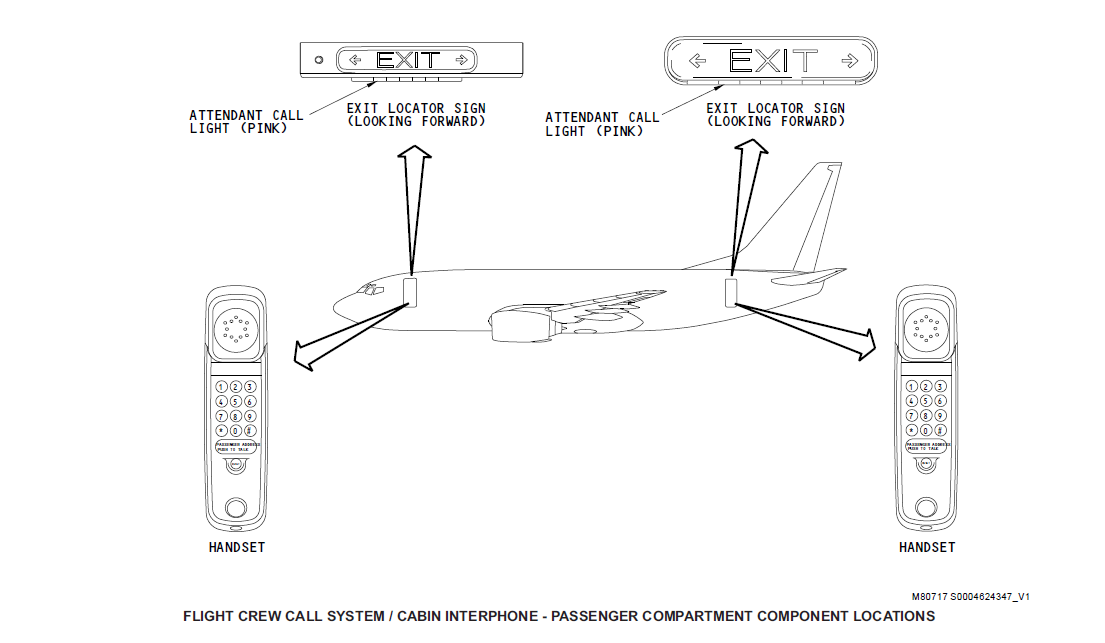 EXIT
EXIT
ATTENDANT CALL
LIGHT (PINK)
EXIT LOCATOR SIGN
(LOOKING FORWARD)
ATTENDANT CALL
LIGHT (PINK)
EXIT LOCATOR SIGN
(LOOKING FORWARD)
1 2 3
4 5 6
7 8 9
* 0 #
PASSENGER ADDRESS
PUSH TO TALK
HANDSET
1 2 3
4 5 6
7 8 9
* 0 #
PASSENGER ADDRESS
PUSH TO TALK
HANDSET
M80717 S0004624347_V1
FLIGHT CREW CALL SYSTEM / CABIN INTERPHONE - PASSENGER COMPARTMENT COMPONENT LOCATIONS